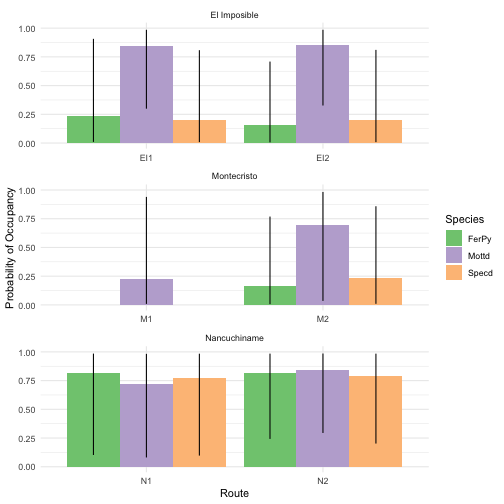 El Imposible
1.00
0.75
0.50
0.25
0.00
EI1
EI2
Montecristo
1.00
0.75
0.50
0.25
0.00
M1
M2
Nancuchiname
1.00
0.75
0.50
0.25
0.00
N1
N2
Route
Probability of Occupancy
Species
FerPy
Mottd
Specd